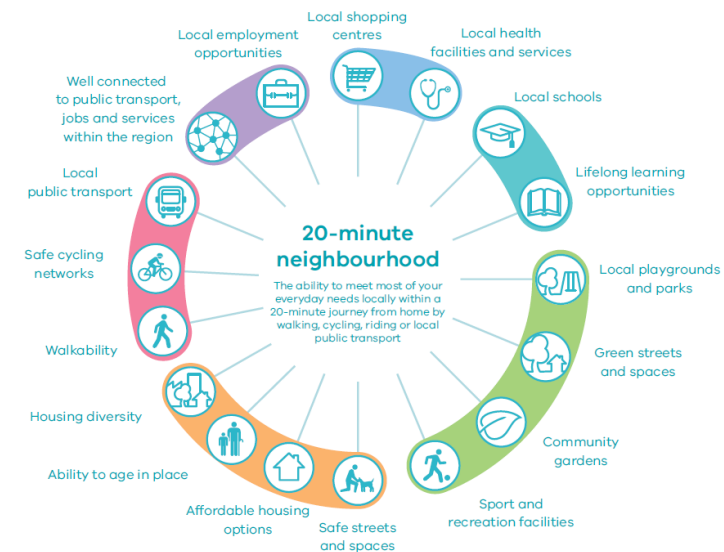 Local shopping
centres
Local health
facilities and services
Local schools
Lifelong learning
opportunities
Local playgrounds
and parks
Green streets
and spaces
Community
gardens
Sport and
recreation facilities
Safe streets
and spaces
Affordable housing
options
Ability to age in place
Housing diversity
Walkability
Safe cycling
networks
Local
public transport
Well connected
to public transport,
jobs and services
within the region
Local employment
opportunities
20-minute
neighbourhood
The ability to meet most of your
everyday needs locally within a
20-minute journey from home by
walking, cycling, riding or local
public transport